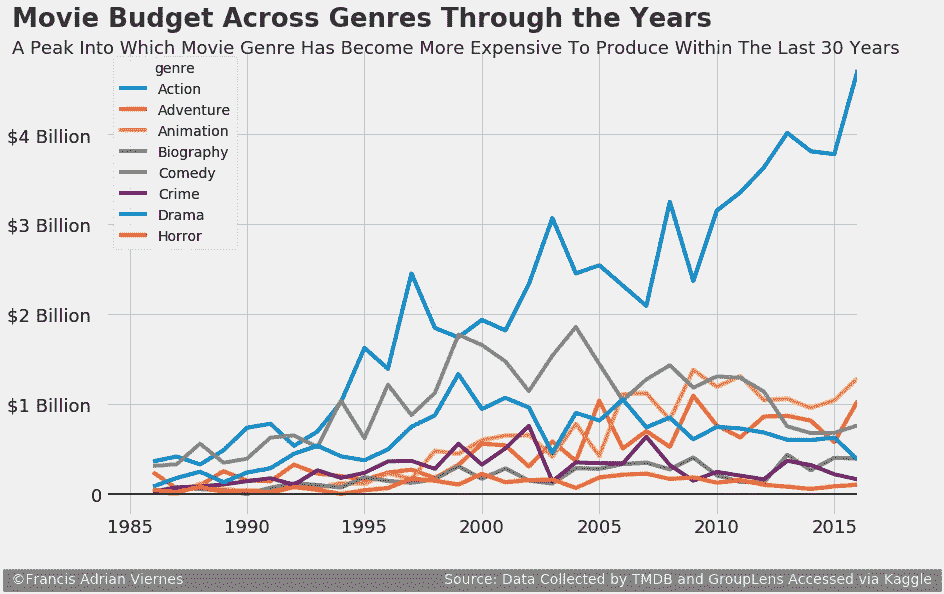 Movie Budget Across Genres Through the Years
A Peak Into Which Movie Genre Has Become More Expensive To Produce Within The Last 30 Years
genre
Action
Adventure
Animation
Biography
Comedy
Crime
Drama
Horror
$4 Billion
$3 Billion
$2 Billion
$1 Billion
0
1985 1990 1995 2000 2005 2010 2015
©Francis Adrian Viernes Source: Data Collected by TMDB and GroupLens Accessed via Kaggle